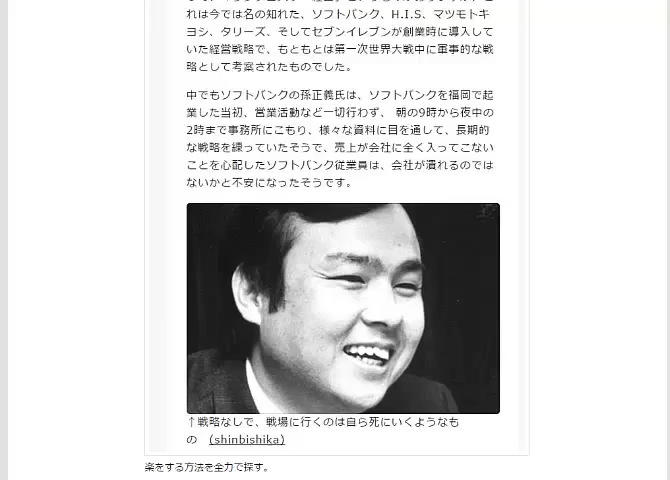 れは今では名の知れた、ソフトバンク、H.I.S、マツモトキ
ヨシ、タリーズ、そしてセブンイレブンが創業時に導入して
いた経営戦略で、もともとは第一次世界大戦中に軍事的な戦
略として考案されたものでした。
中でもソフトバンクの孫正義氏は、ソフトバンクを福岡で起
業した当初、営業活動など一切行わず、 朝の9時から夜中の
2時まで事務所にこもり、様々な資料に目を通して、長期的
な戦略を練っていたそうで、売上が会社に全く入ってこない
ことを心配したソフトバンク従業員は、会社が潰れるのでは
ないかと不安になったそうです。
↑戦略なしで、戦場に行くのは自ら死にいくようなも
の （shinbishika）
楽をする方法を全力で探す。